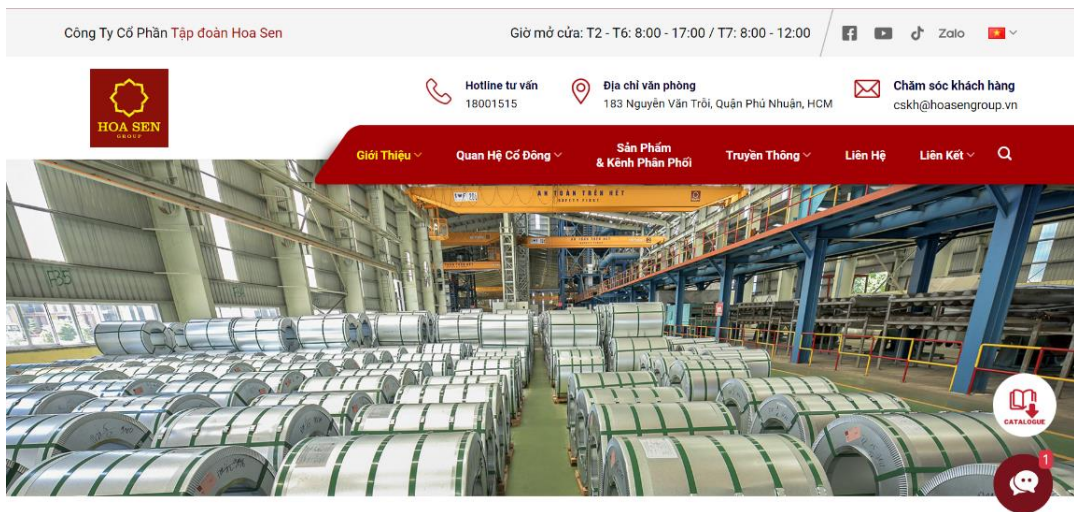 Công Ty Cổ Phần Tập đoàn Hoa Sen
Giờ mở cửa: T2 - T6: 8:00 - 17:00 / T7: 8:00 - 12:00
Zalo
HOA SEN
GROUP
Hotline tư vấn
18001515
Địa chỉ văn phòng
183 Nguyễn Văn Trỗi, Quận Phú Nhuận, HCM
Chăm sóc khách hàng
cskh@hoasengroup.vn
Giới Thiệu
Quan Hệ Cổ Đông
Sản Phẩm
& Kênh Phân Phối
Truyền Thông
Liên Hệ
Liên Kết
AN TOÀN TRÊN HẾT
SAFETY FIRST
CATALOGUE
1